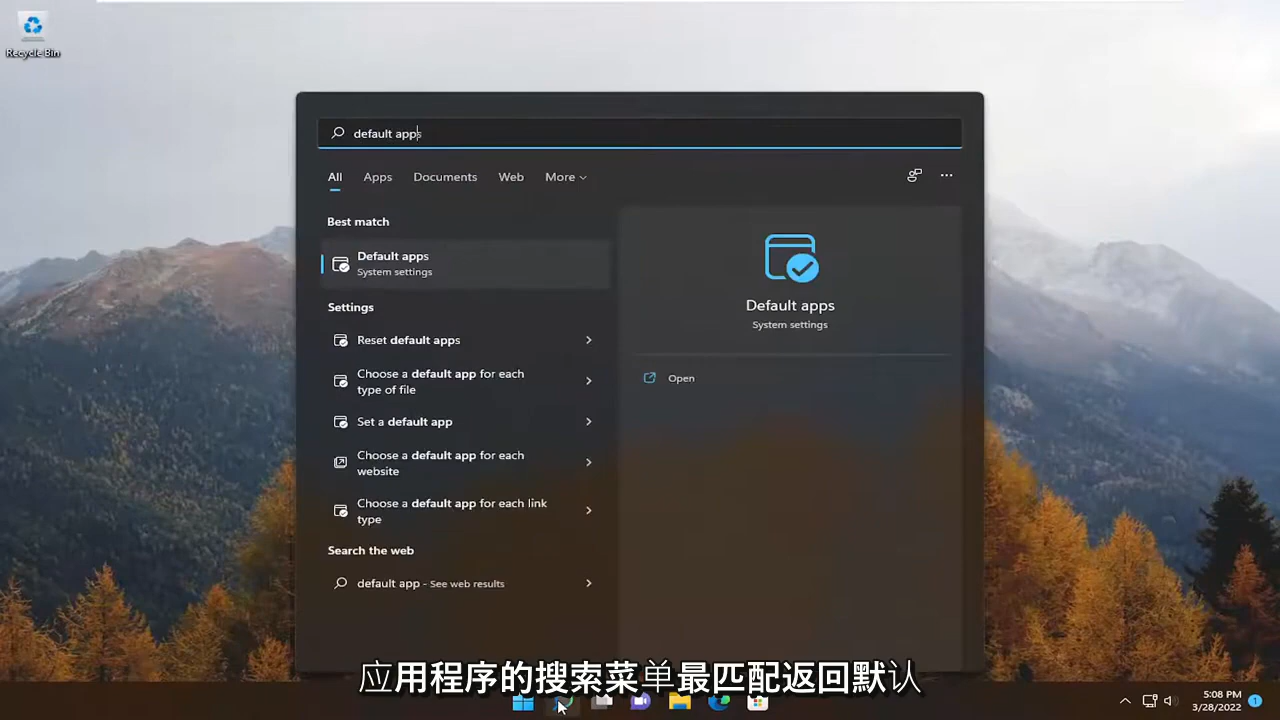 Recycle Bin
default apps
All
Apps
Documents
Web
More
Best match
Default apps
System settings
Settings
Reset default apps
Choose a default app for each
type of file
Set a default app
Choose a default app for each
website
Choose a default app for each link
type
Search the web
default app - See web results
Default apps
System settings
Open
应用程序的搜索菜单最匹配返回默认
5:08 PM
3/28/2022
1